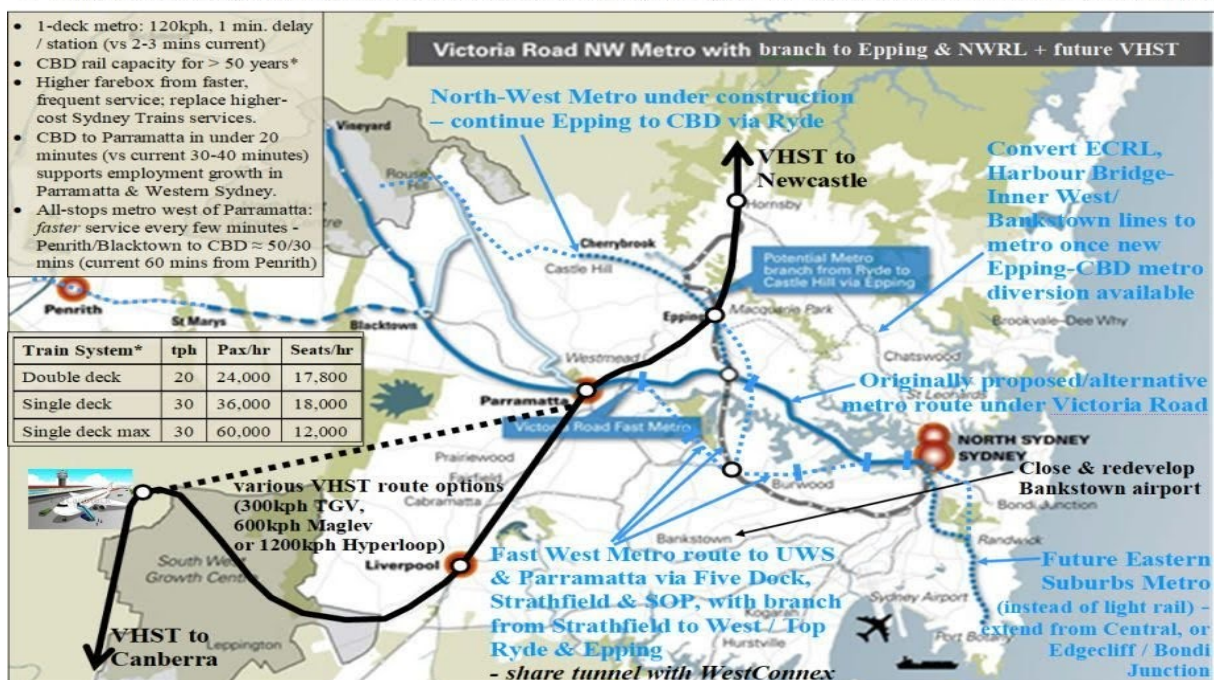 • 1-deck metro: 120kph, 1 min. delay
/ station (vs 2-3 mins current)
• CBD rail capacity for > 50 years*
• Higher farebox from faster,
frequent service; replace higher-
cost Sydney Trains services.
• CBD to Parramatta in under 20
minutes (vs current 30-40 minutes)
supports employment growth in
Parramatta & Western Sydney.
• All-stops metro west of Parramatta:
faster service every few minutes -
Penrith/Blacktown to CBD ≈ 50/30
mins (current 60 mins from Penrith)
Victoria Road NW Metro with branch to Epping & NWRL + future VHST
North-West Metro under construction
– continue Epping to CBD via Ryde
VHST to
Newcastle
Convert ECRL,
Harbour Bridge-
Inner West/
Bankstown lines to
metro once new
Epping-CBD metro
diversion available
Vineyard
Rouse
Hill
Hornsby
Cherrybrook
Castle Hill
Potential Metro
branch from Ryde to
Castle Hill via Epping
Penrith
St Marys
Blacktown
Epping
Macquarie Park
Brookvale-Dee Why
Chatswood
St Leonards
Westmead
Parramatta
Victoria Road Fast Metro
Originally proposed/alternative
metro route under Victoria Road
Train System* tph Pax/hr Seats/hr
Double deck 20 24,000 17,800
Single deck 30 36,000 18,000
Single deck max 30 60,000 12,000
NORTH SYDNEY
SYDNEY
Close & redevelop
Bankstown airport
Prairiewood
Fairfield
Cabramatta
Burwood
Bondi Junction
various VHST route options
(300kph TGV,
600kph Maglev
or 1200kph Hyperloop)
Bankstown
Randwick
South West
Growth Centre
Liverpool
Fast West Metro route to UWS
& Parramatta via Five Dock,
Strathfield & SOP, with branch
from Strathfield to West / Top
Ryde & Epping
- share tunnel with WestConnex
Sydney Airport
Kogarah
Hurstville
Port Botany
Future Eastern
Suburbs Metro
(instead of light rail) –
extend from Central, or
Edgecliff / Bondi
Junction
Leppington
VHST to
Canberra